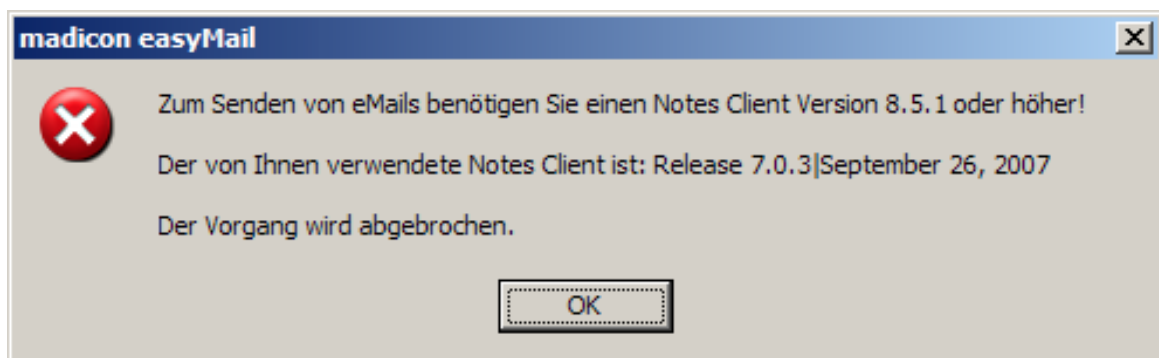 madicon easyMail
Zum Senden von eMails benötigen Sie einen Notes Client Version 8.5.1 oder höher!
Der von Ihnen verwendete Notes Client ist: Release 7.0.3|September 26, 2007
Der Vorgang wird abgebrochen.
OK